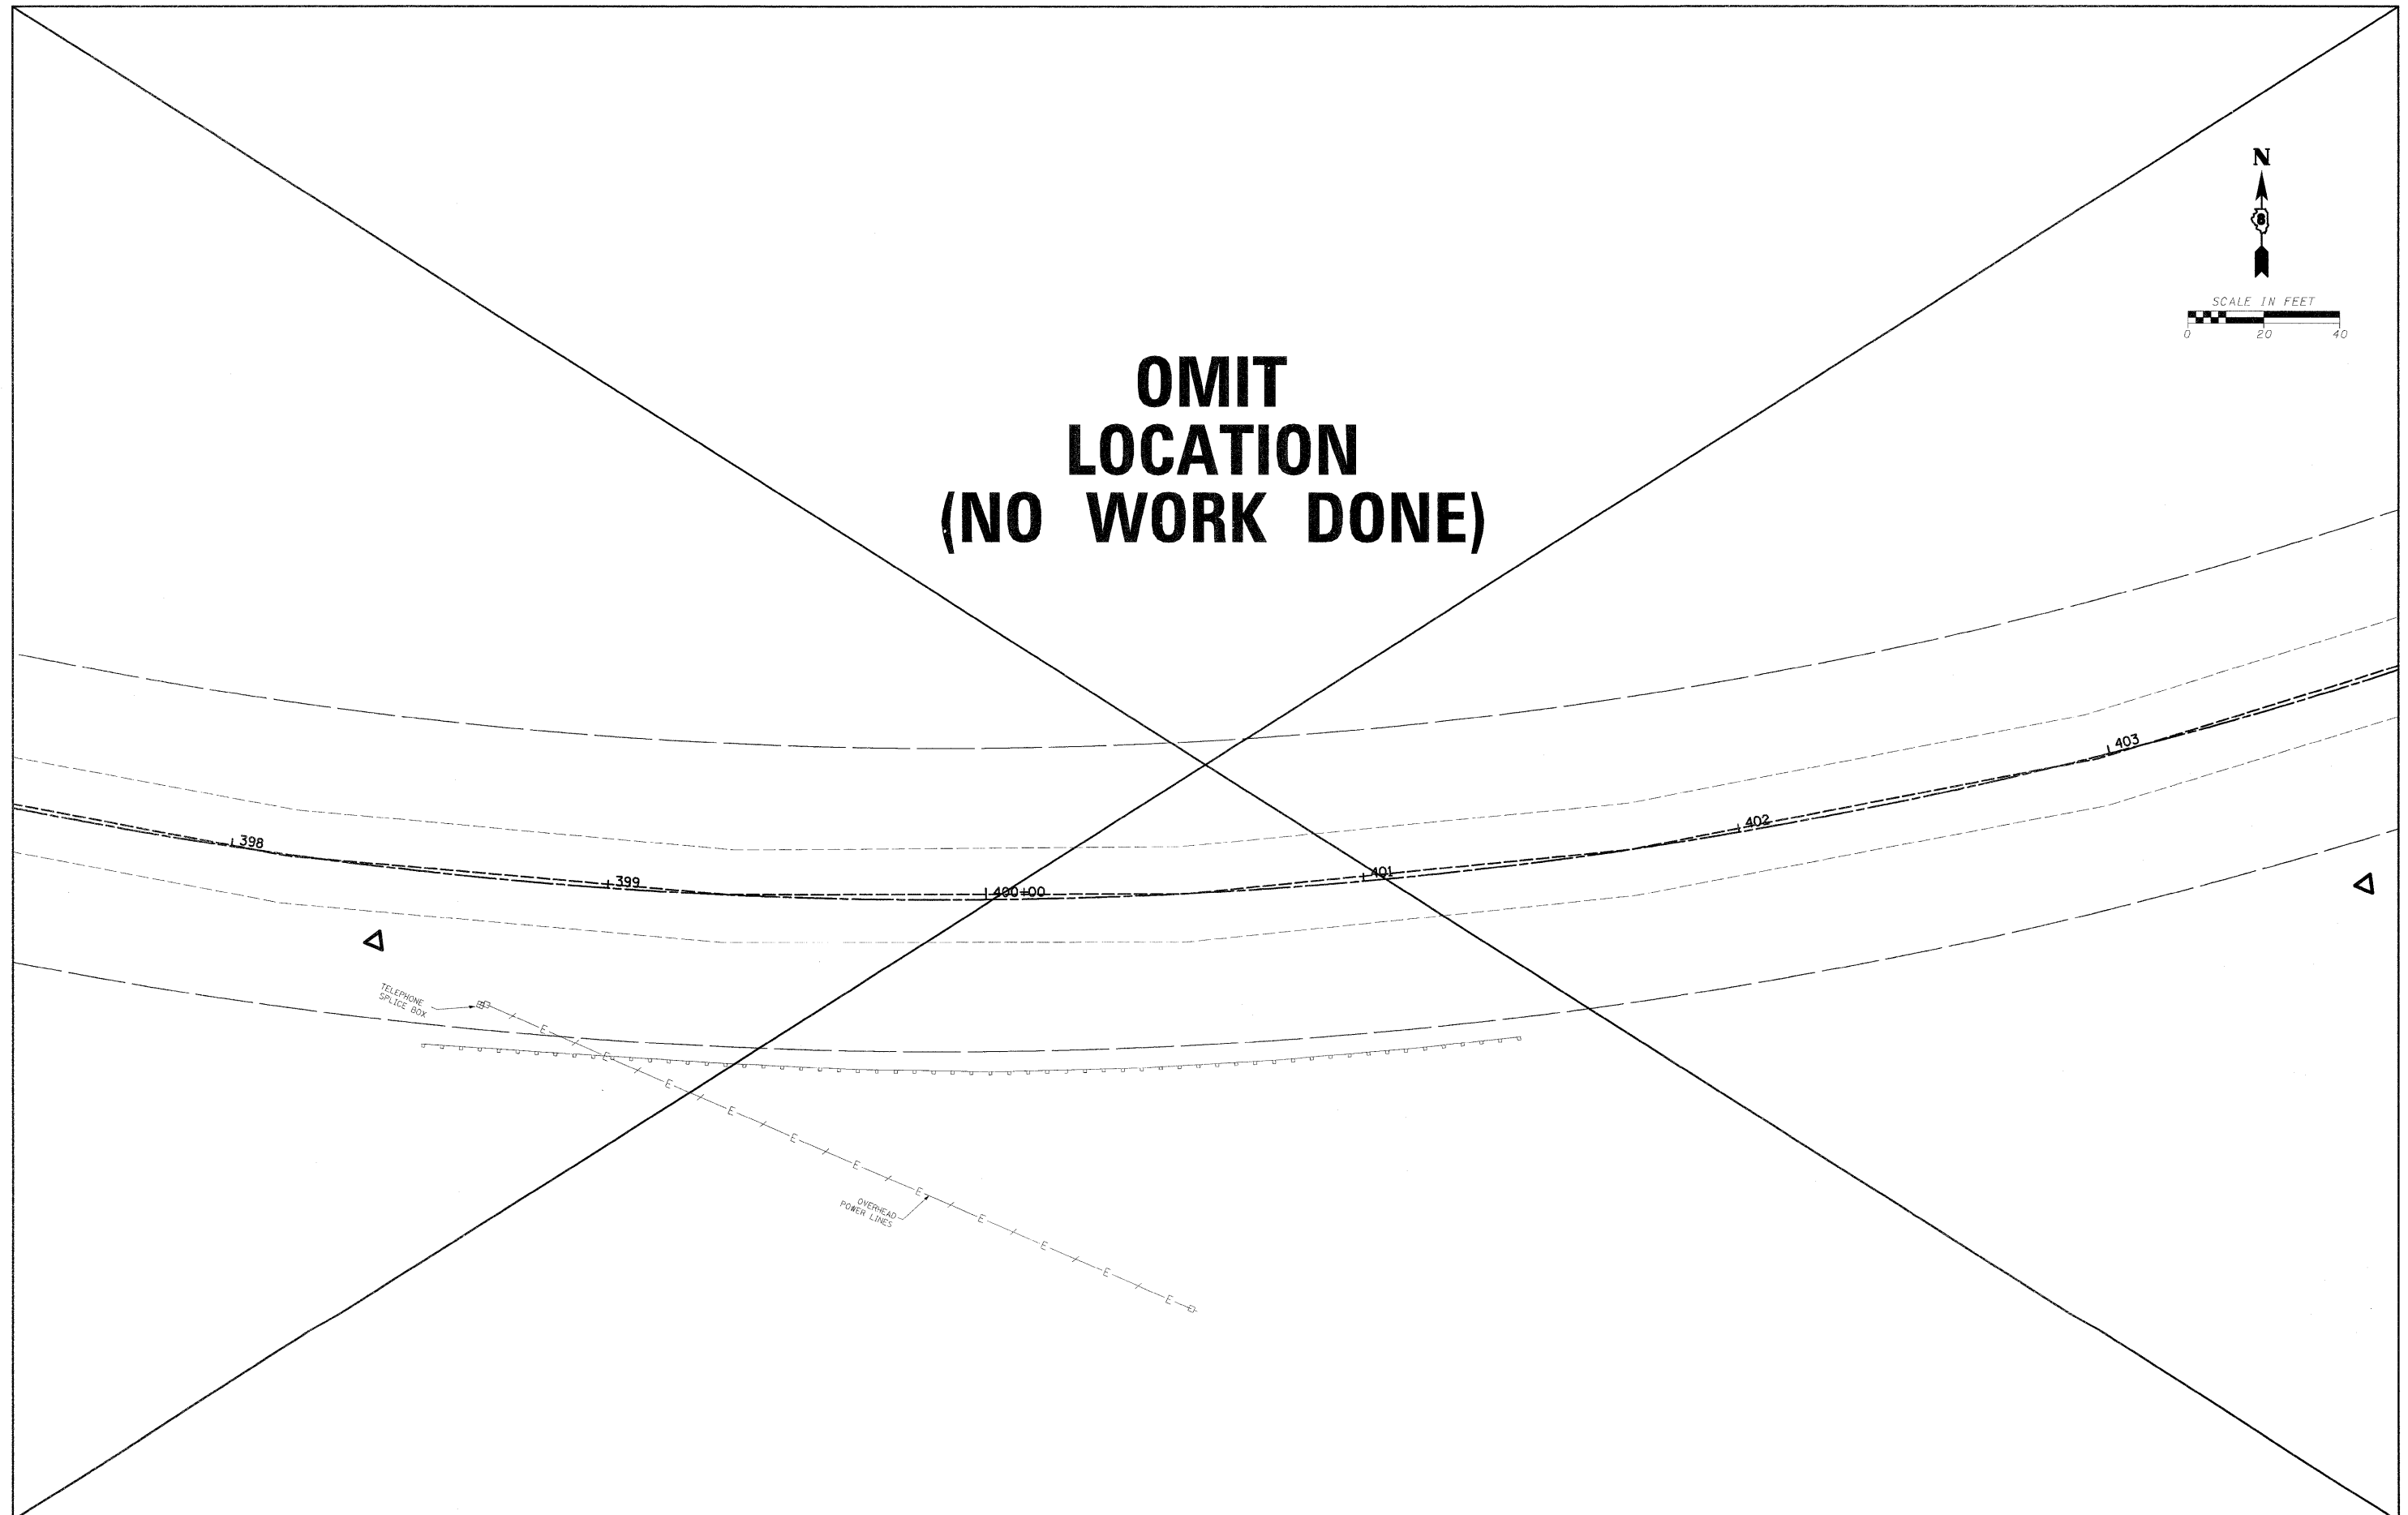 N
8
SCALE IN FEET
0 20 40
OMIT
LOCATION
(NO WORK DONE)
403
402
398
401
399
400+00
TELEPHONE
SPLICE BOX
E
E
E
E
E
E
E
E
E
E
E
OVERHEAD
POWER LINES